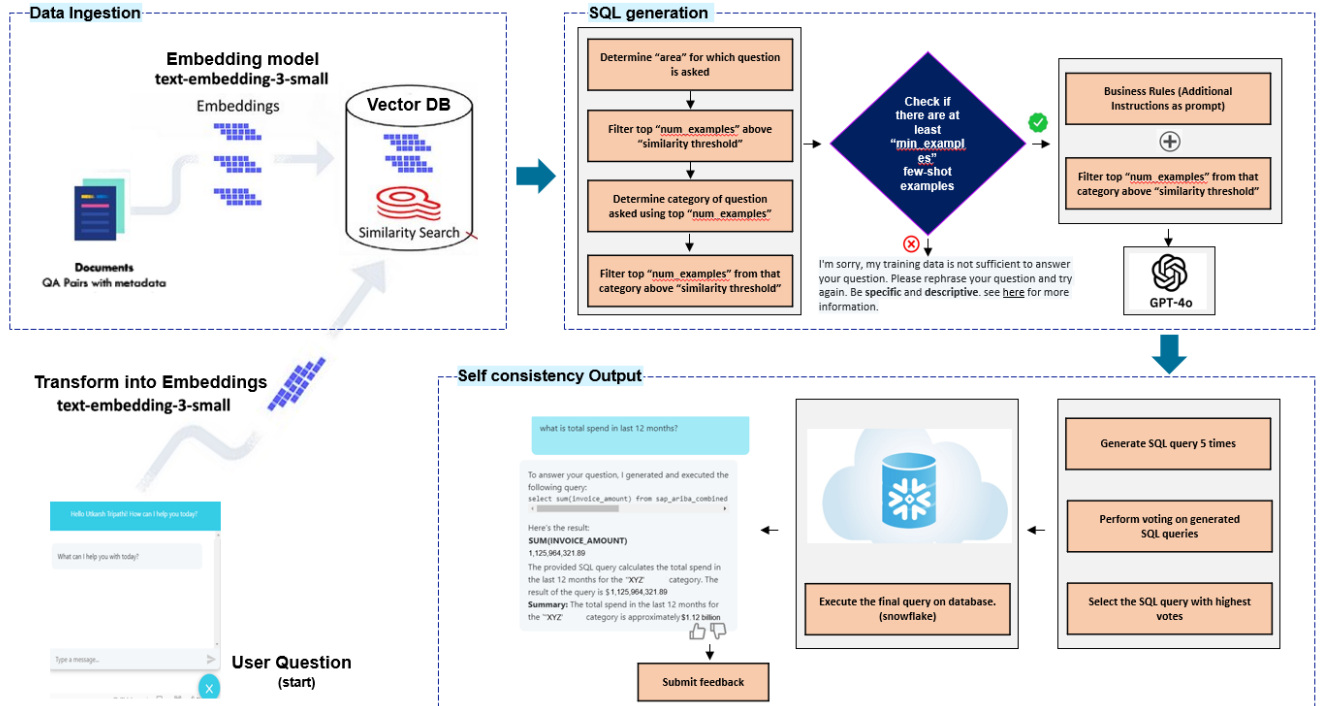 Data Ingestion
Embedding model
text-embedding-3-small
Embeddings
Vector DB
Similarity Search
Documents
QA Pairs with metadata
SQL generation
Determine “area” for which question
is asked
Filter top “num_examples” above
“similarity threshold”
Determine category of question
asked using top “num_examples”
Filter top “num_examples” from that
category above “similarity threshold”
Check if
there are at
least
“min_exampl
es”
few-shot
examples
I'm sorry, my training data is not sufficient to answer
your question. Please rephrase your question and try
again. Be specific and descriptive. see here for more
information.
Business Rules (Additional
Instructions as prompt)
Filter top “num_examples” from that
category above “similarity threshold”
GPT-4o
Transform into Embeddings
text-embedding-3-small
Hello Utkarsh Tripathi! How can I help you today?
What can I help you with today?
Type a message...
X
User Question
(start)
Self consistency Output
what is total spend in last 12 months?
To answer your question, I generated and executed the
following query:
select sum(invoice_amount) from sap_ariba_combined
Here's the result:
SUM(INVOICE_AMOUNT)
1,125,964,321.89
The provided SQL query calculates the total spend in
the last 12 months for the "XYZ' category. The
result of the query is $1,125,964,321.89
Summary: The total spend in the last 12 months for
the "XYZ' category is approximately $1.12 billion
Submit feedback
Execute the final query on database.
(snowflake)
Generate SQL query 5 times
Perform voting on generated
SQL queries
Select the SQL query with highest
votes